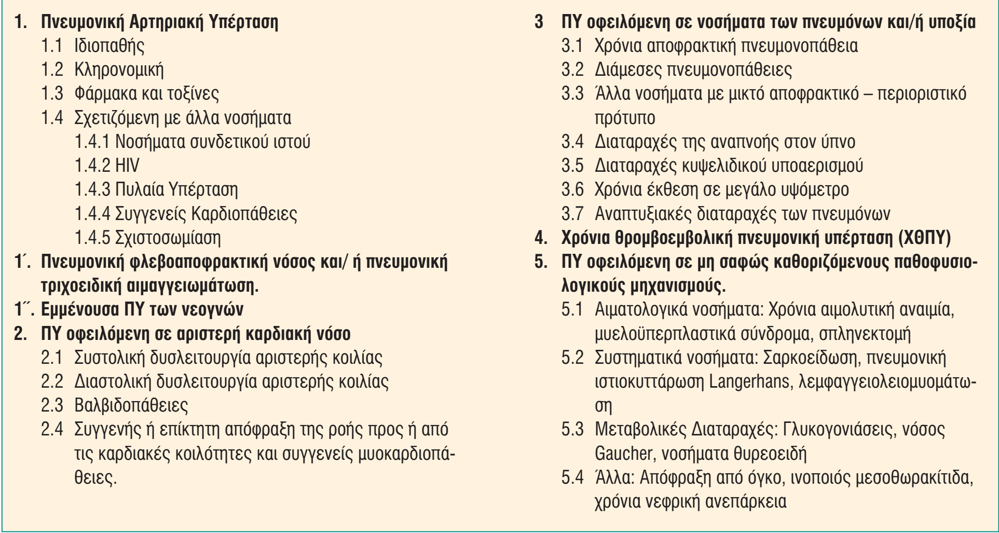 1. Πνευμονική Αρτηριακή Υπέρταση
1.1 Ιδιοπαθής
1.2 Κληρονομική
1.3 Φάρμακα και τοξίνες
1.4 Σχετιζόμενη με άλλα νοσήματα
1.4.1 Νοσήματα συνδετικού ιστού
1.4.2 HIV
1.4.3 Πυλαία Υπέρταση
1.4.4 Συγγενείς Καρδιοπάθειες
1.4.5 Σχιστοσωμίαση
1΄. Πνευμονική φλεβοαποφρακτική νόσος και/ ή πνευμονική
τριχοειδική αιμαγγειωμάτωση.
1΄΄. Εμμένουσα ΠΥ των νεογνών
2. ΠΥ οφειλόμενη σε αριστερή καρδιακή νόσο
2.1 Συστολική δυσλειτουργία αριστερής κοιλίας
2.2 Διαστολική δυσλειτουργία αριστερής κοιλίας
2.3 Βαλβιδοπάθειες
2.4 Συγγενής ή επίκτητη απόφραξη της ροής προς ή από
τις καρδιακές κοιλότητες και συγγενείς μυοκαρδιοπά-
θειες.
3 ΠΥ οφειλόμενη σε νοσήματα των πνευμόνων και/ή υποξία
3.1 Χρόνια αποφρακτική πνευμονοπάθεια
3.2 Διάμεσες πνευμονοπάθειες
3.3 Άλλα νοσήματα με μικτό αποφρακτικό – περιοριστικό
πρότυπο
3.4 Διαταραχές της αναπνοής στον ύπνο
3.5 Διαταραχές κυψελιδικού υποαερισμού
3.6 Χρόνια έκθεση σε μεγάλο υψόμετρο
3.7 Αναπτυξιακές διαταραχές των πνευμόνων
4. Χρόνια θρομβοεμβολική πνευμονική υπέρταση (ΧΘΠΥ)
5. ΠΥ οφειλόμενη σε μη σαφώς καθοριζόμενους παθοφυσιο-
λογικούς μηχανισμούς.
5.1 Αιματολογικά νοσήματα: Χρόνια αιμολυτική αναιμία,
μυελοϋπερπλαστικά σύνδρομα, σπληνεκτομή
5.2 Συστηματικά νοσήματα: Σαρκοείδωση, πνευμονική
ιστιοκυττάρωση Langerhans, λεμφαγγειολειομυομάτω-
ση
5.3 Μεταβολικές Διαταραχές: Γλυκογονιάσεις, νόσος
Gaucher, νοσήματα θυρεοειδή
5.4 Άλλα: Απόφραξη από όγκο, ινοποιός μεσοθωρακίτιδα,
χρόνια νεφρική ανεπάρκεια